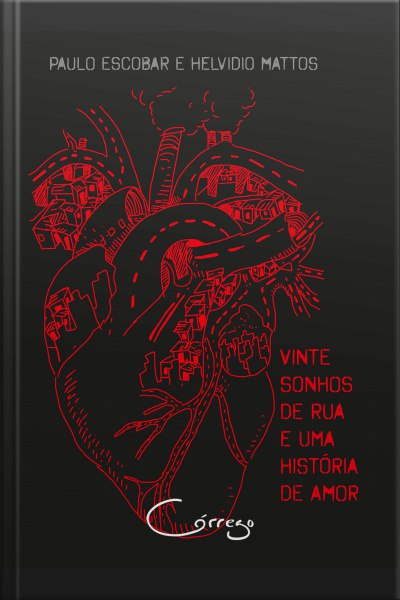 PAULO ESCOBAR E HELVIDIO MATTOS
VINTE
SONHOS
DE RUA
E UMA
HISTÓRIA
DE AMOR
Córrego